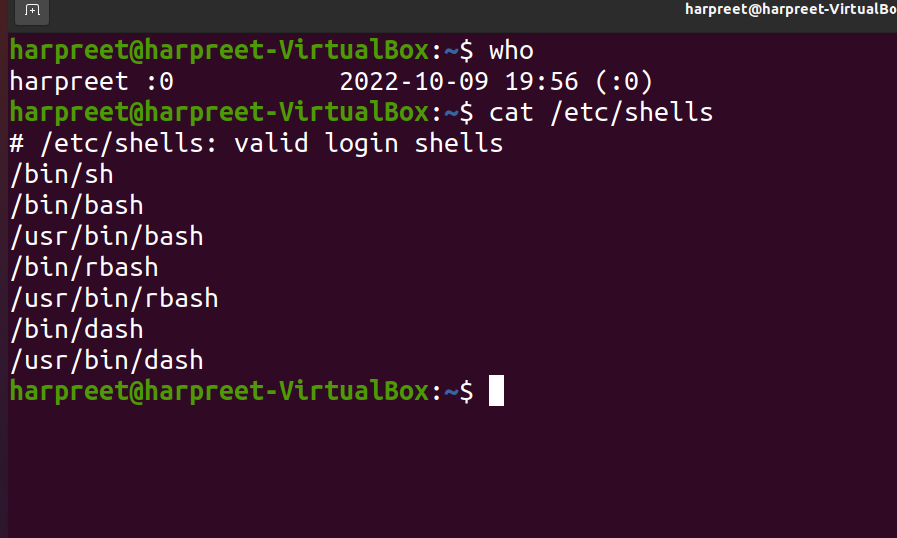 harpreet@harpreet-VirtualBo
harpreet@harpreet-VirtualBox:~$ who
harpreet :0           2022-10-09 19:56 (:0)
harpreet@harpreet-VirtualBox:~$ cat /etc/shells
# /etc/shells: valid login shells
/bin/sh
/bin/bash
/usr/bin/bash
/bin/rbash
/usr/bin/rbash
/bin/dash
/usr/bin/dash
harpreet@harpreet-VirtualBox:~$